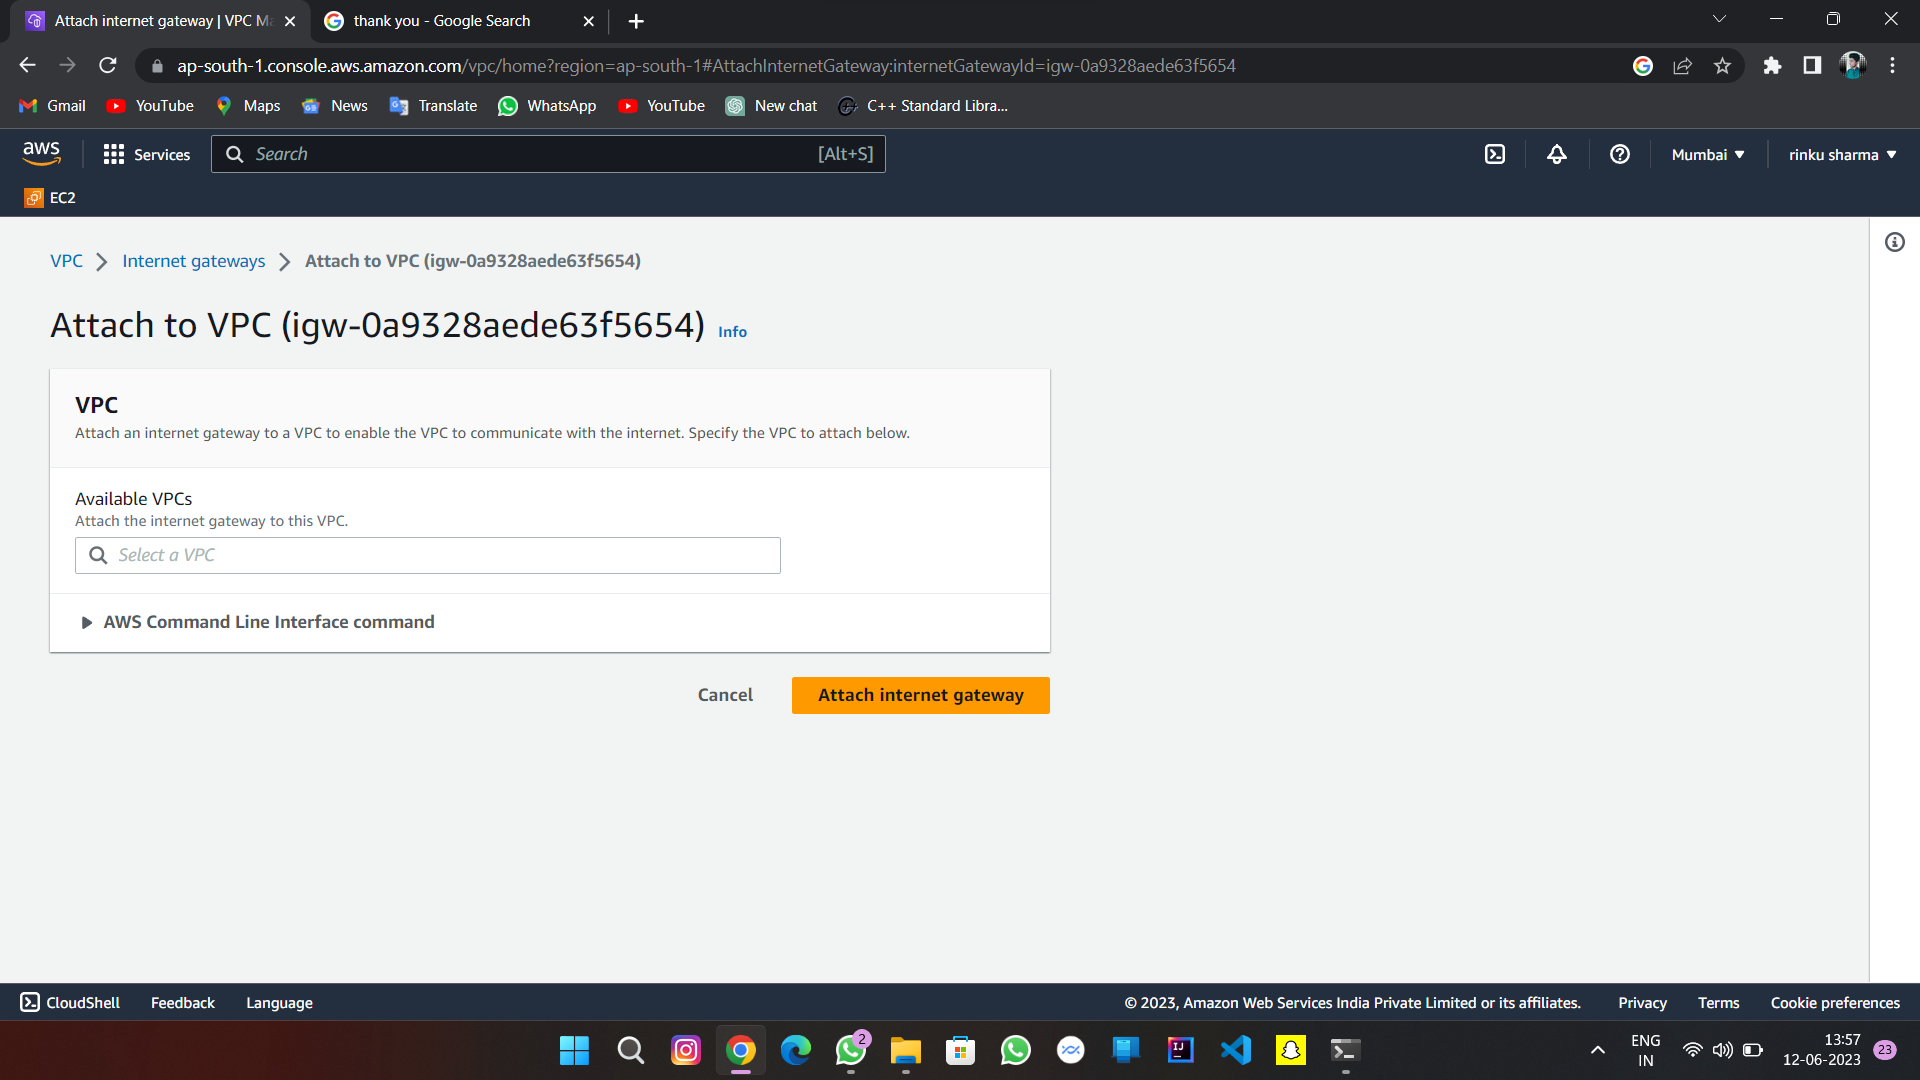 Attach internet gateway | VPC Ma
thank you - Google Search
ap-south-1.console.aws.amazon.com/vpc/home?region=ap-south-1#AttachInternetGateway:internetGatewayId=igw-0a9328aede63f5654
Gmail YouTube Maps News Translate WhatsApp YouTube New chat C++ Standard Libra...
aws Services Search [Alt+S] Mumbai rinku sharma
EC2
VPC Internet gateways Attach to VPC (igw-0a9328aede63f5654)
Attach to VPC (igw-0a9328aede63f5654) Info
VPC
Attach an internet gateway to a VPC to enable the VPC to communicate with the internet. Specify the VPC to attach below.
Available VPCs
Attach the internet gateway to this VPC.
Select a VPC
AWS Command Line Interface command
Cancel Attach internet gateway
CloudShell Feedback Language © 2023, Amazon Web Services India Private Limited or its affiliates. Privacy Terms Cookie preferences
2
ENG
IN
13:57
12-06-2023
23